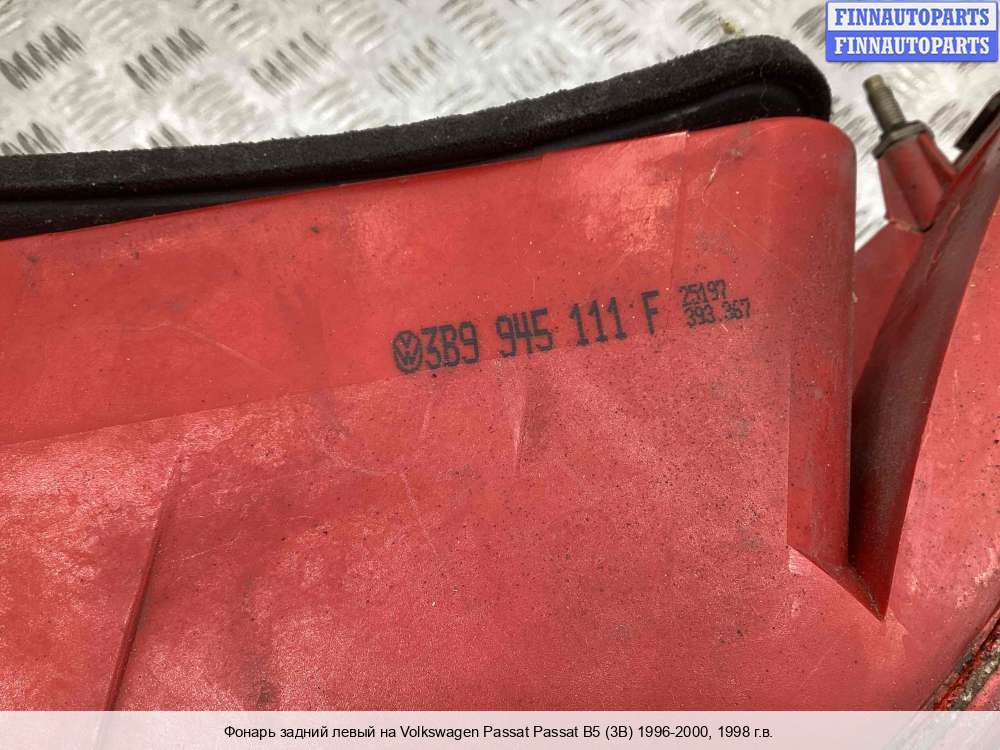 FINNAUTOPARTS
FINNAUTOPARTS
3B9 945 111 F
25197
393 367
Фонарь задний левый на Volkswagen Passat Passat B5 (3B) 1996-2000, 1998 г.в.